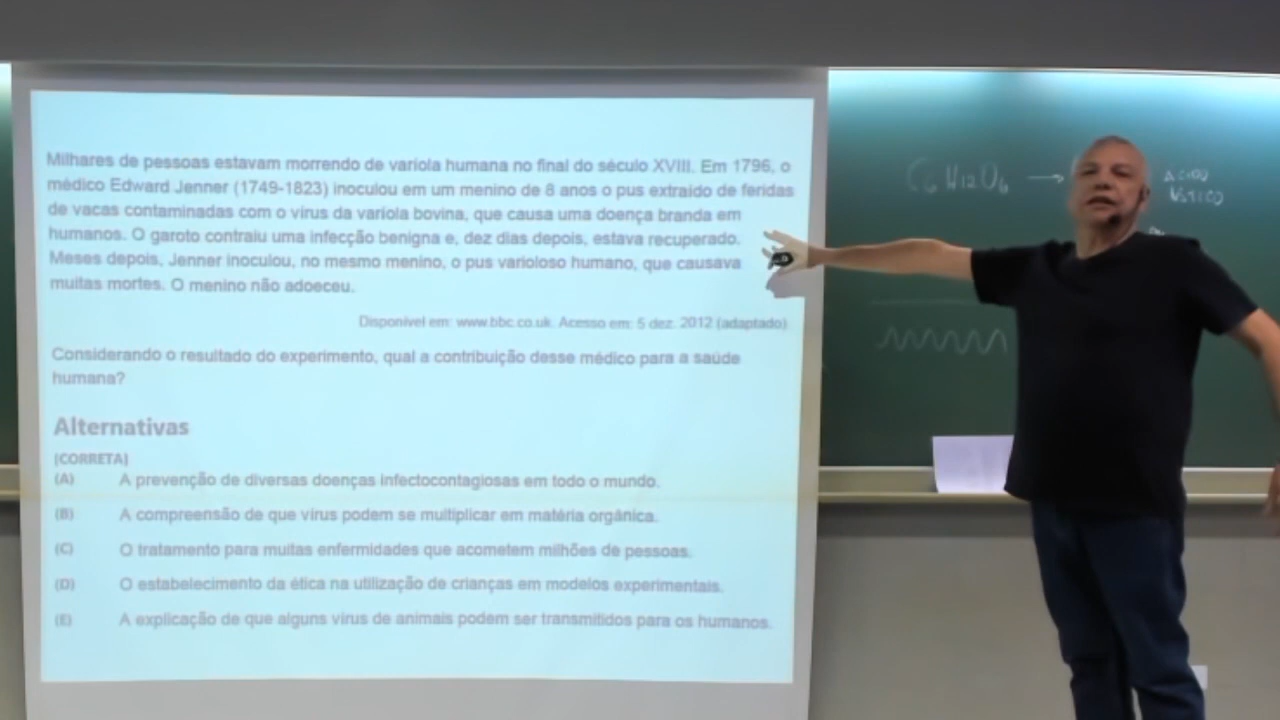 Milhares de pessoas estavam morrendo de varíola humana no final do século XVIII. Em 1796, o
médico Edward Jenner (1749-1823) inoculou em um menino de 8 anos o pus extraído de feridas
de vacas contaminadas com o vírus da varíola bovina, que causa uma doença branda em
humanos. O garoto contraiu uma infecção benigna e, dez dias depois, estava recuperado.
Meses depois, Jenner inoculou, no mesmo menino, o pus varioloso humano, que causava
muitas mortes. O menino não adoeceu.
Disponível em: www.bbc.co.uk. Acesso em: 5 dez. 2012 (adaptado)
Considerando o resultado do experimento, qual a contribuição desse médico para a saúde
humana?
Alternativas
[CORRETA]
(A) A prevenção de diversas doenças infectocontagiosas em todo o mundo.
(B) A compreensão de que vírus podem se multiplicar em matéria orgânica.
(C) O tratamento para muitas enfermidades que acometem milhões de pessoas.
(D) O estabelecimento da ética na utilização de crianças em modelos experimentais.
(E) A explicação de que alguns vírus de animais podem ser transmitidos para os humanos.
C6H12O6 → ÁCIDO